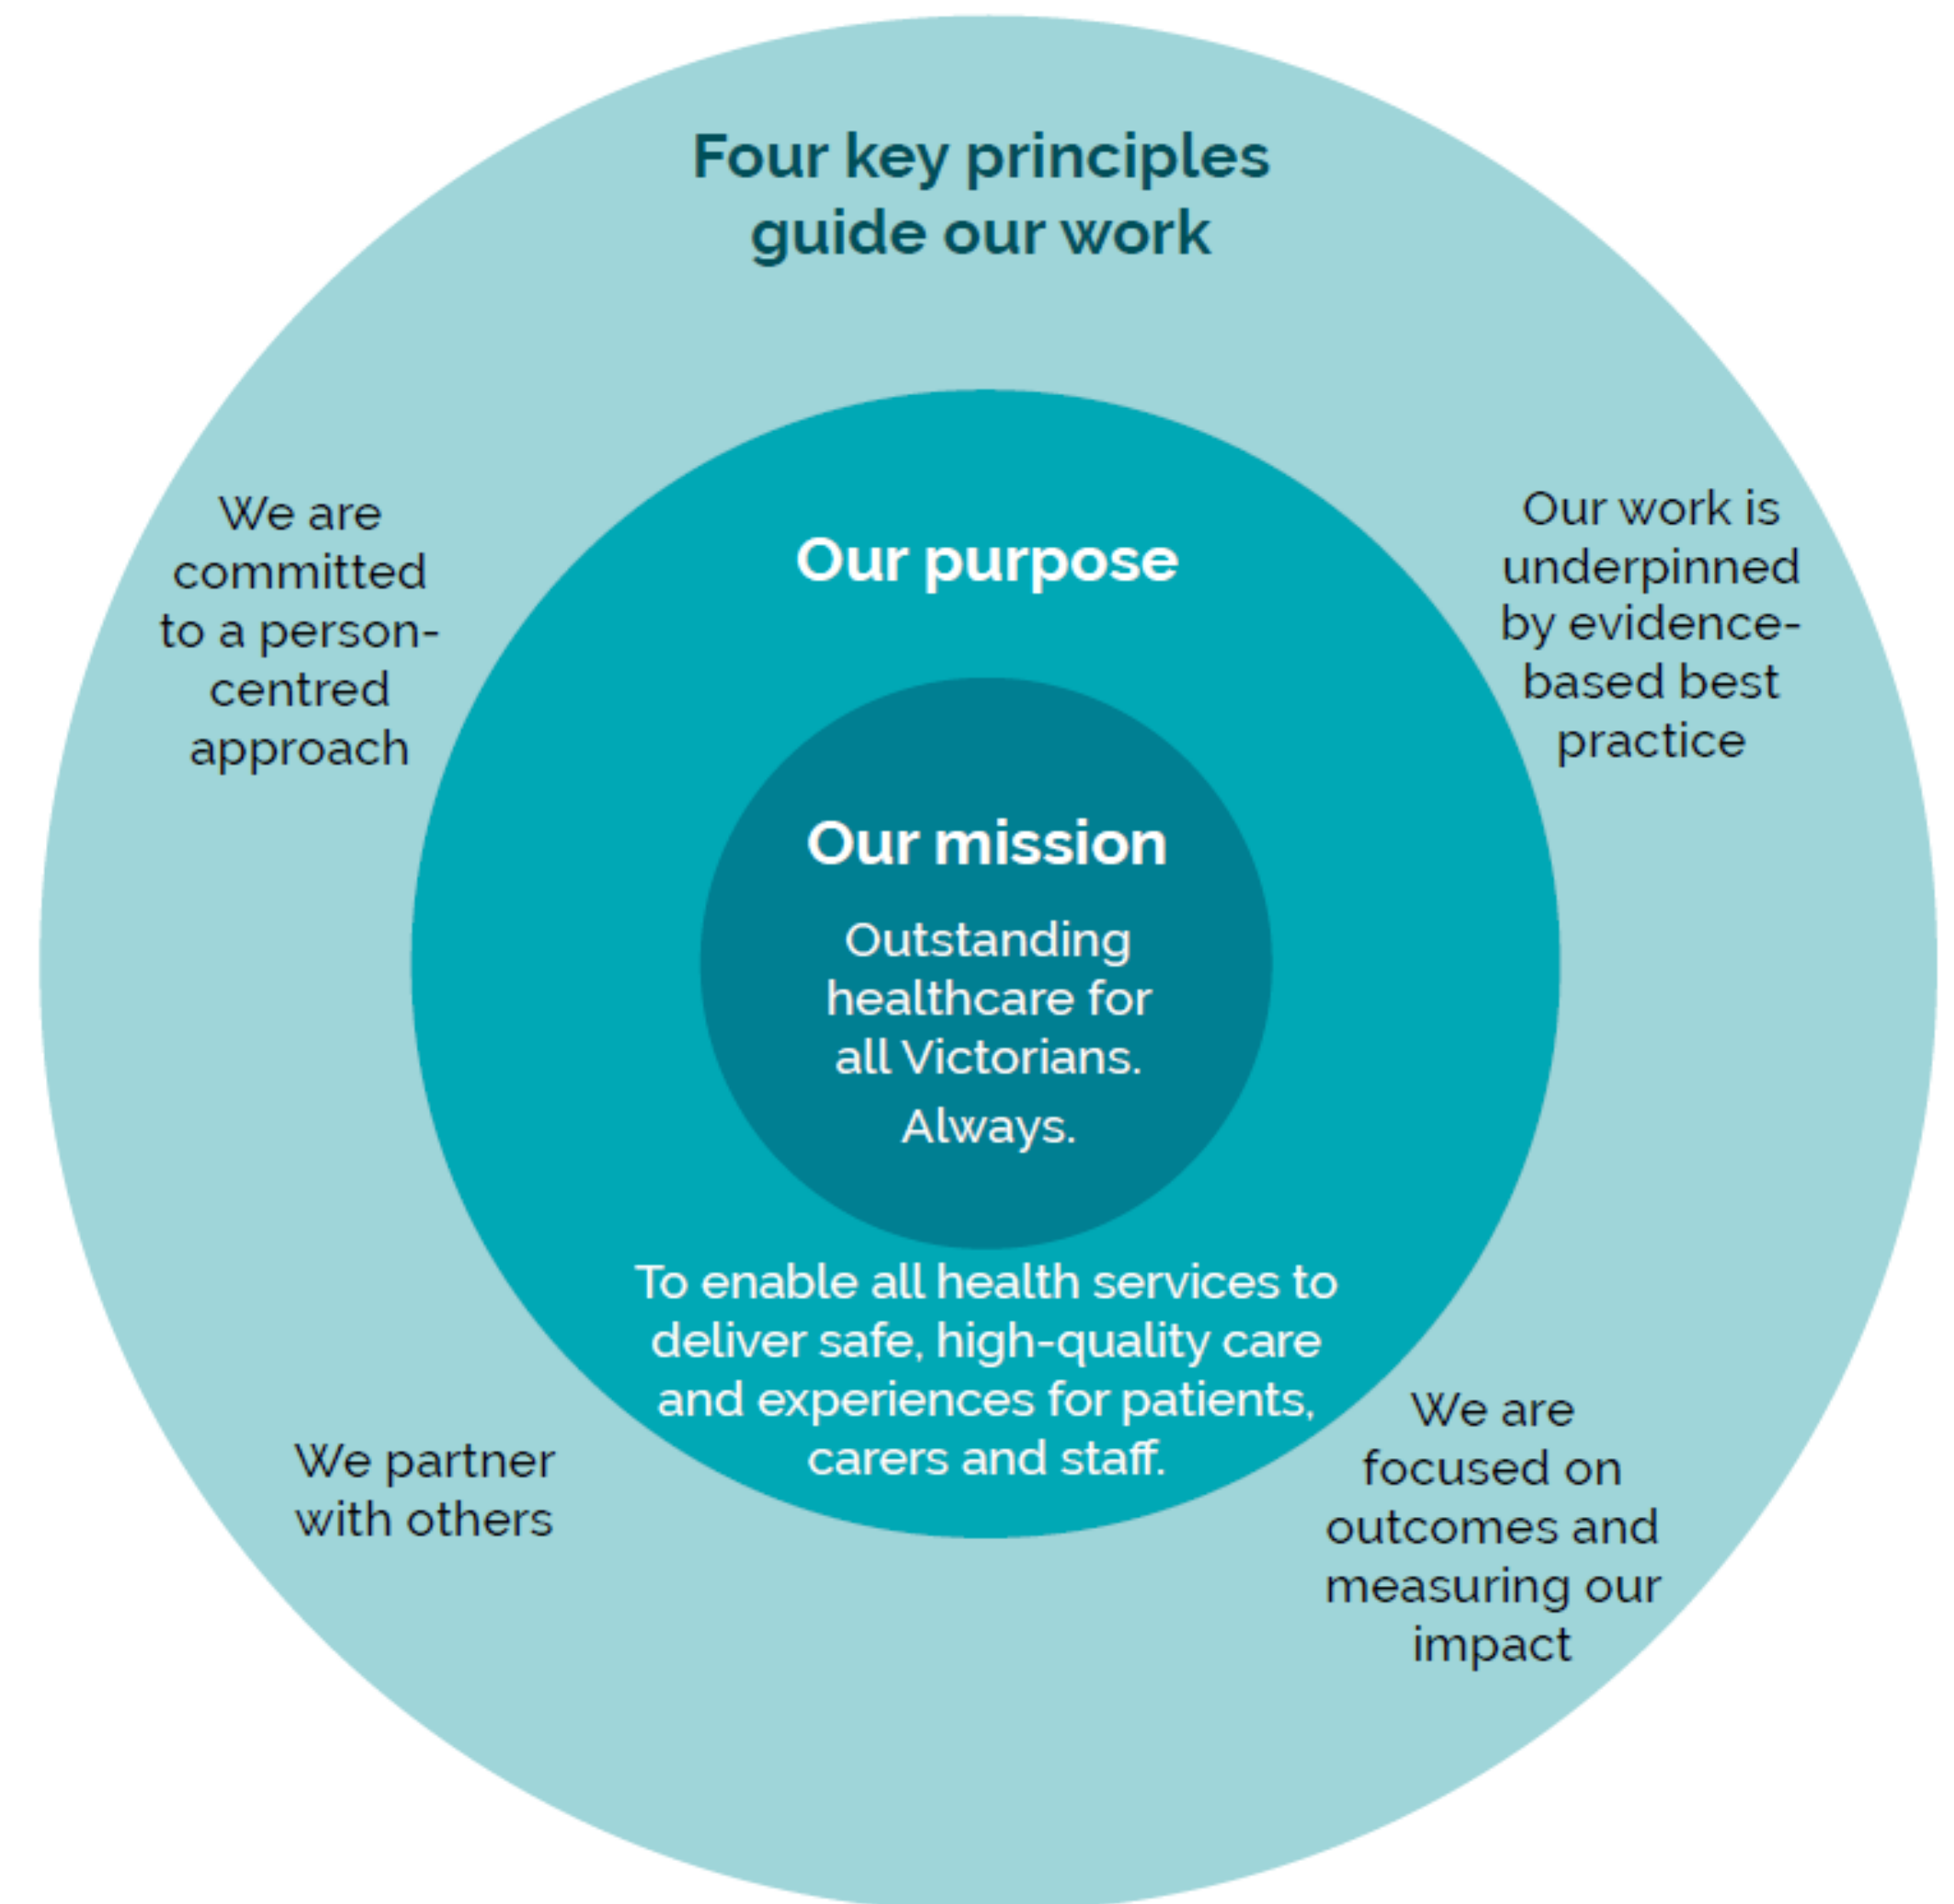 Four key principles
guide our work
We are
committed
to a person-
centred
approach
Our work is
underpinned
by evidence-
based best
practice
Our purpose
Our mission
Outstanding
healthcare for
all Victorians.
Always.
To enable all health services to
deliver safe, high-quality care
and experiences for patients,
carers and staff.
We partner
with others
We are
focused on
outcomes and
measuring our
impact